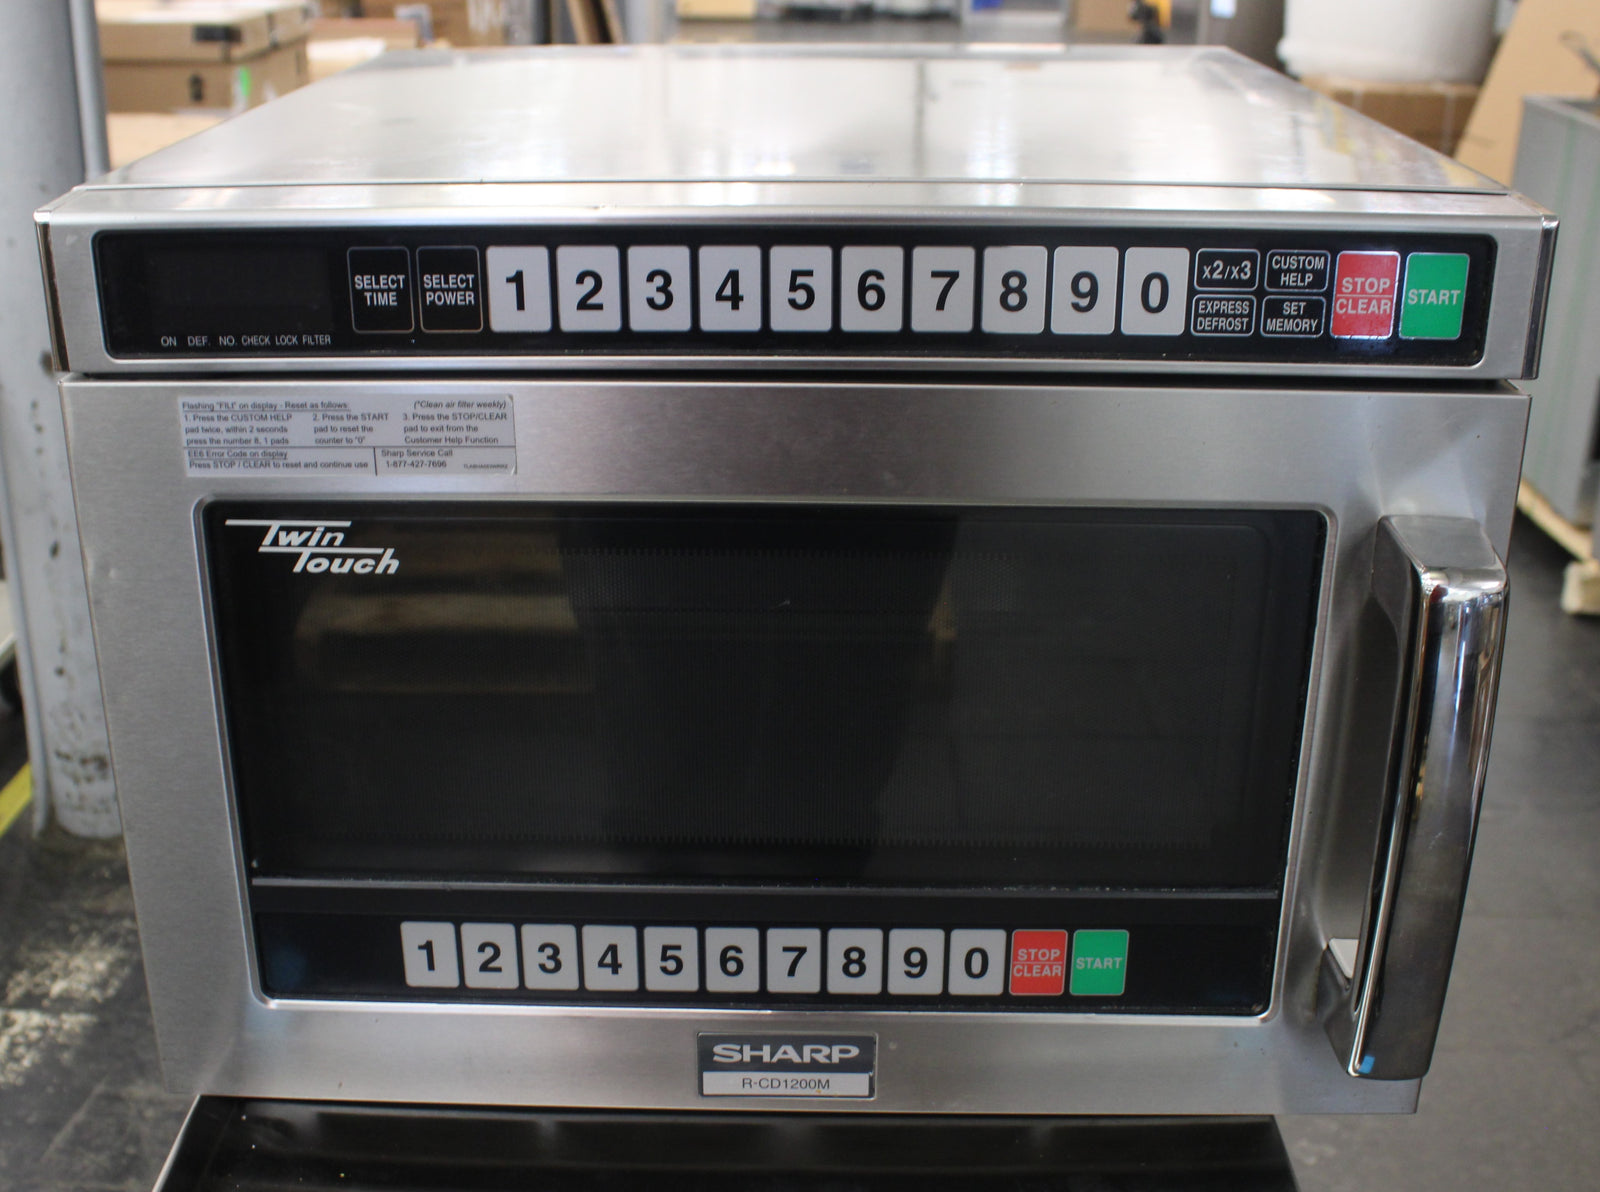 SELECT TIME
SELECT POWER
1 2 3 4 5 6 7 8 9 0
x2/x3
EXPRESS DEFROST
CUSTOM HELP
SET MEMORY
STOP
CLEAR
START
ON DEF. NO. CHECK LOCK FILTER
Flashing "FILt" on display - Reset as follows: (*Clean air filter weekly)
1. Press the CUSTOM HELP
pad twice, within 2 seconds
press the number 8, 1 pads
2. Press the START
pad to reset the
counter to "0"
3. Press the STOP/CLEAR
pad to exit from the
Customer Help Function
EE6 Error Code on display
Press STOP / CLEAR to reset and continue use
Sharp Service Call
1-877-427-7696
Twin
Touch
1 2 3 4 5 6 7 8 9 0
STOP
CLEAR
START
SHARP
R-CD1200M